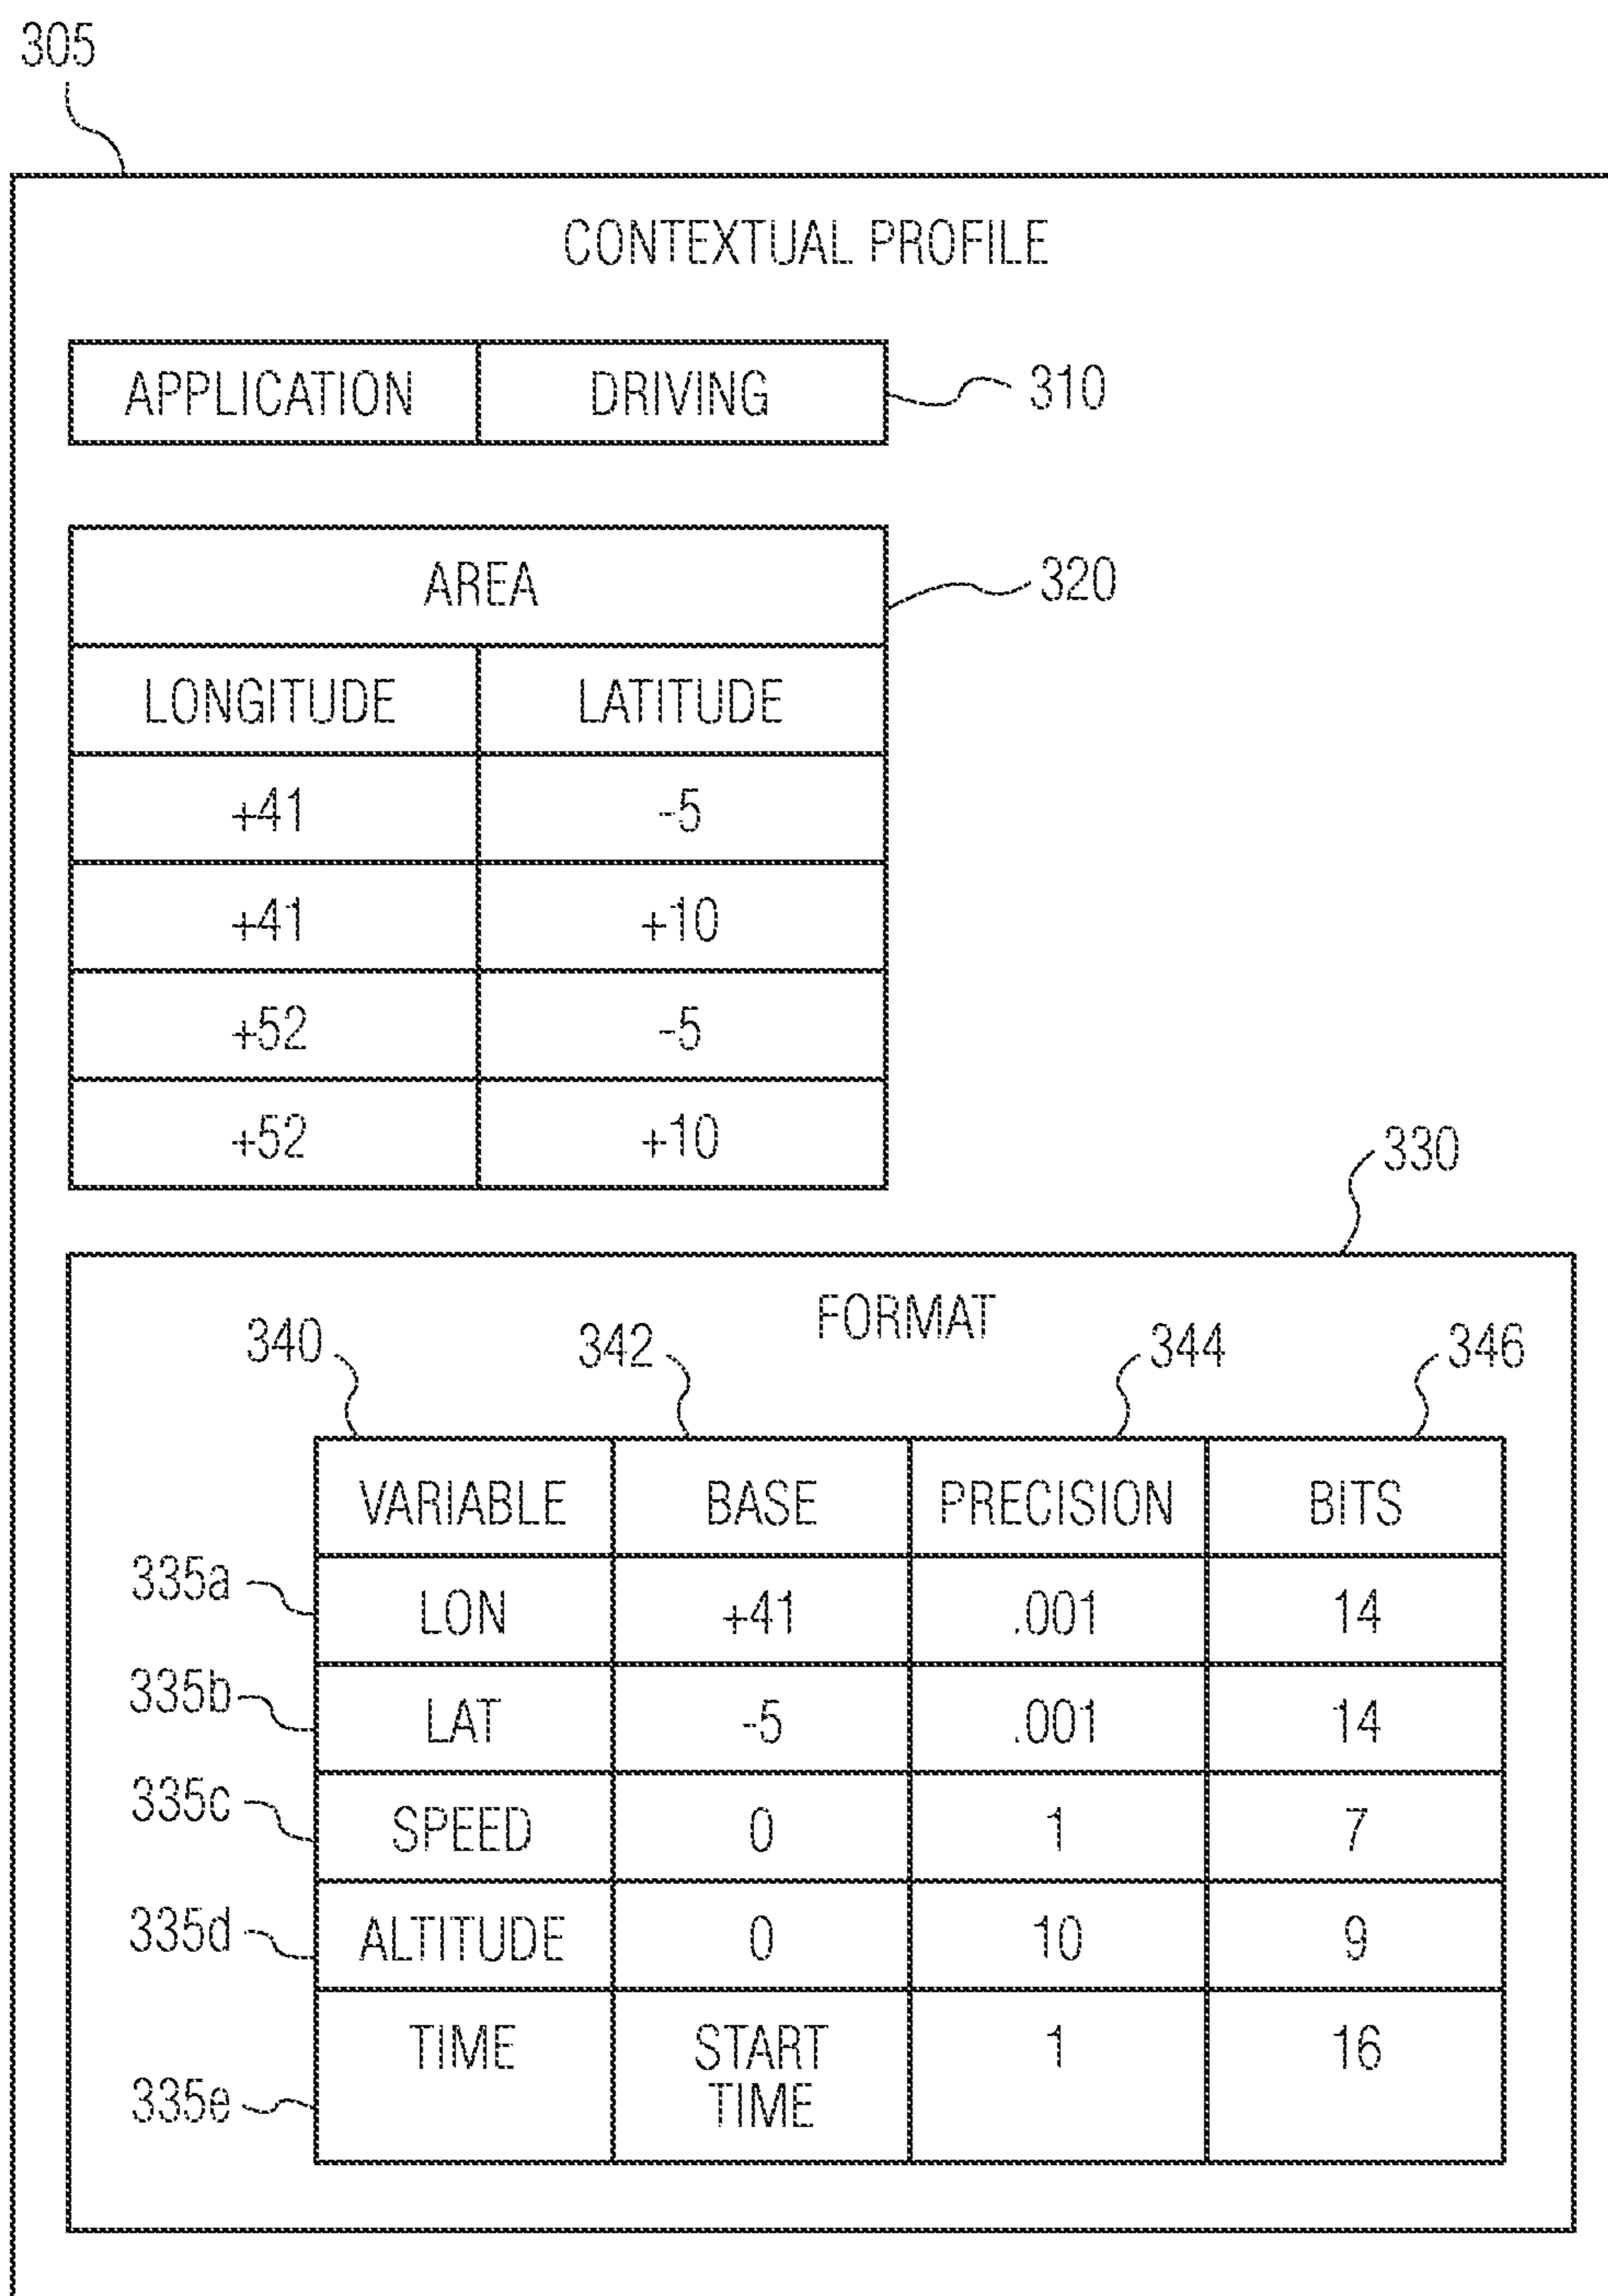 305
CONTEXTUAL PROFILE
APPLICATION DRIVING 310
AREA 320
LONGITUDE LATITUDE
+41 -5
+41 +10
+52 -5
+52 +10
330
FORMAT
340 342 344 346
VARIABLE BASE PRECISION BITS
335a LON +41 .001 14
335b LAT -5 .001 14
335c SPEED 0 1 7
335d ALTITUDE 0 10 9
TIME START 1 16
335e TIME